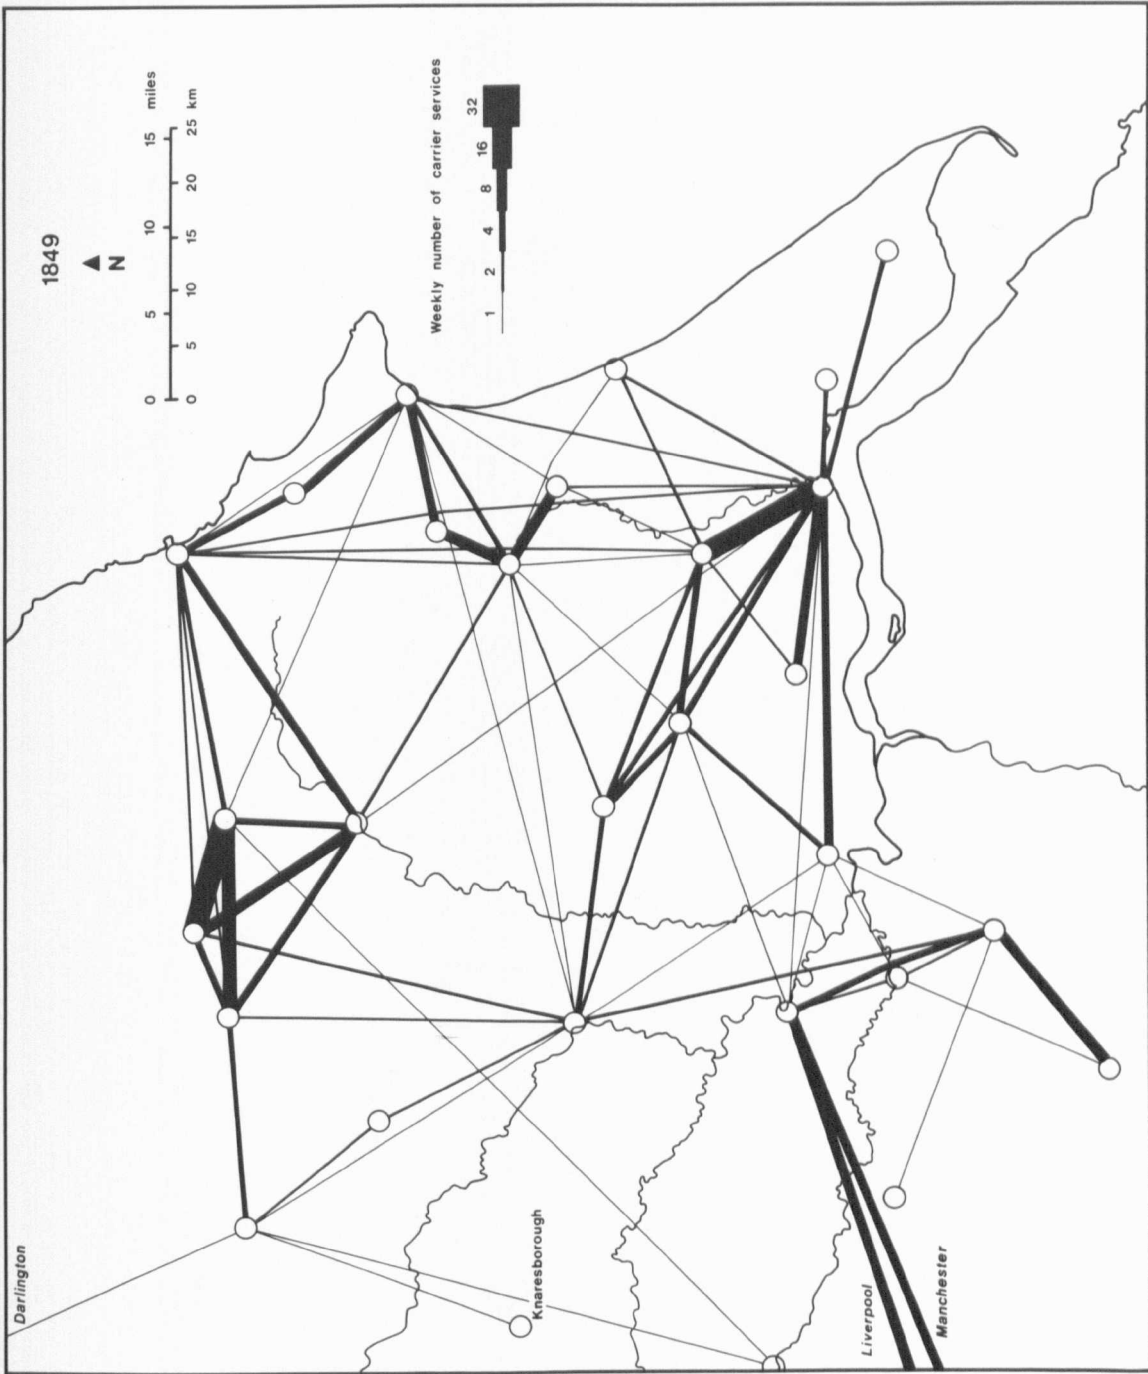 1849
N
0 5 10 15 miles
0 5 10 15 20 25 km
Weekly number of carrier services
1 2 4 8 16 32
Darlington
Knaresborough
Liverpool
Manchester